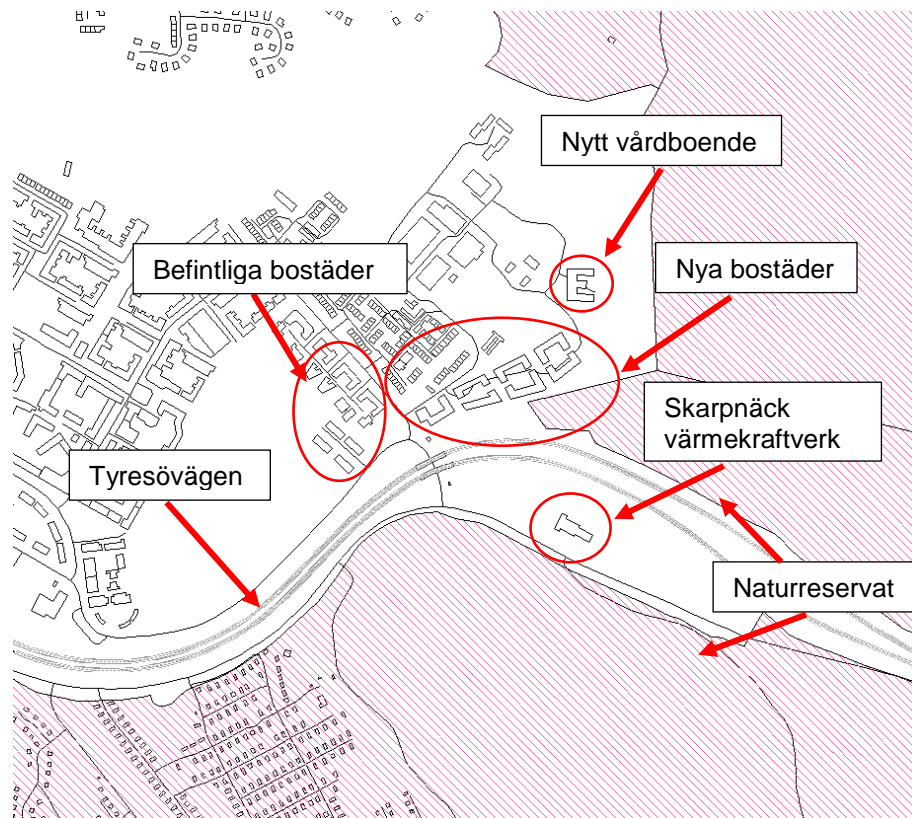 Nytt vårdboende
Befintliga bostäder
Nya bostäder
Skarpnäck
värmekraftverk
Tyresövägen
Naturreservat